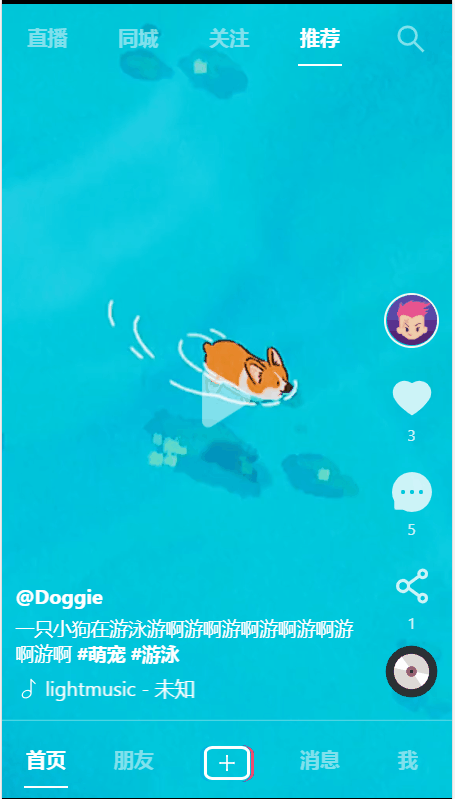 直播 同城 关注 推荐
3
5
@Doggie
一只小狗在游泳游啊游啊游啊游啊游啊游
啊游啊 #萌宠 #游泳
1
lightmusic - 未知
首页 朋友 消息 我